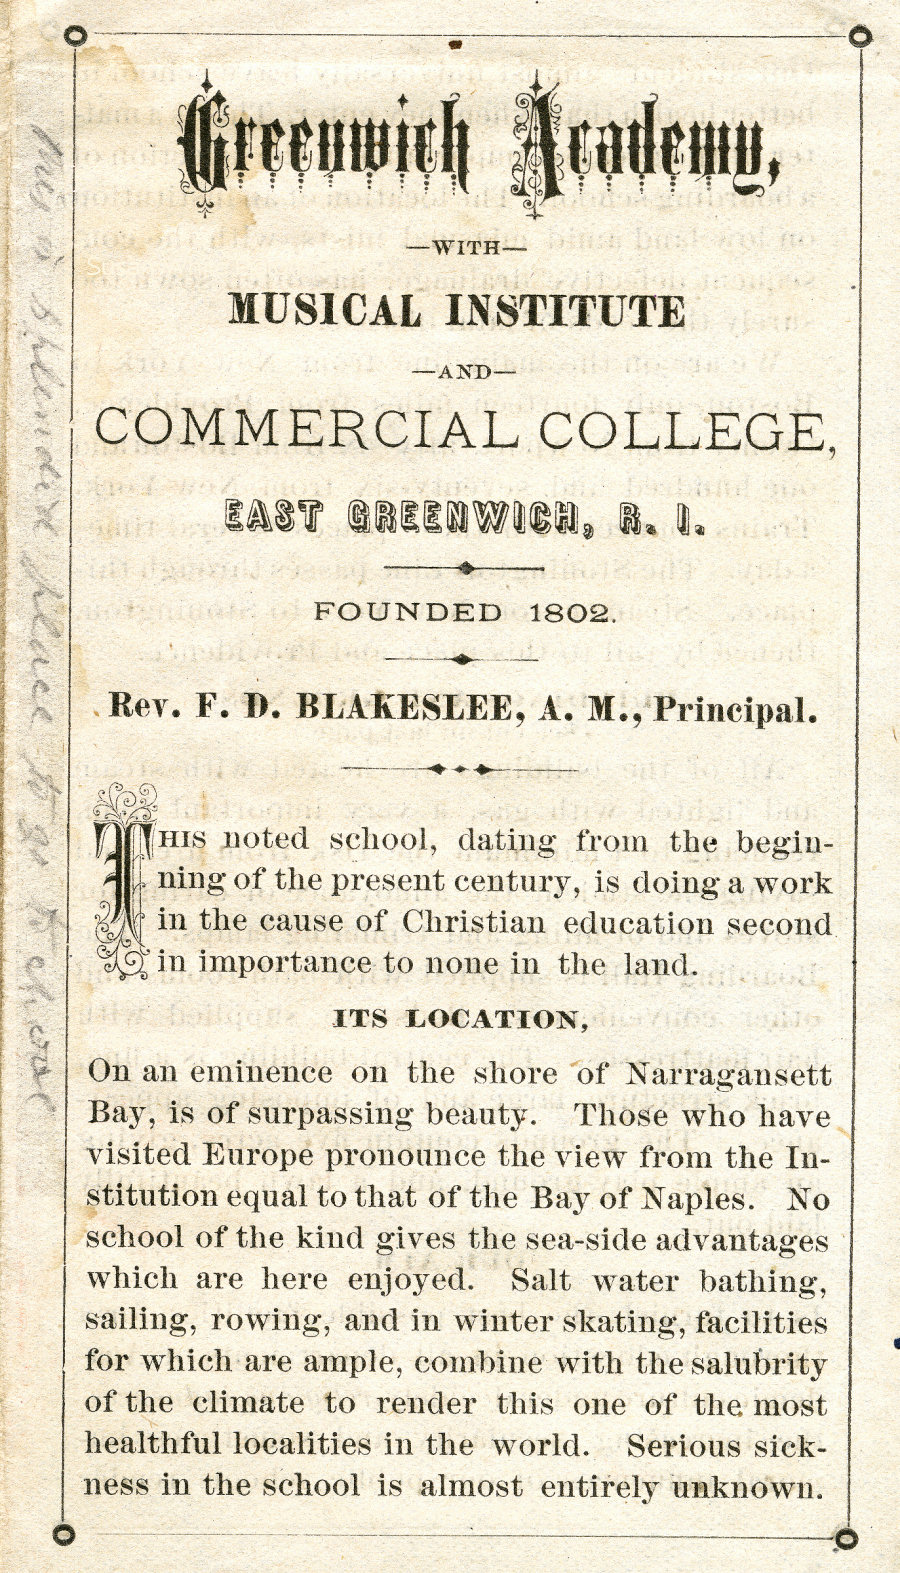 Greenwich Academy,
—WITH—
MUSICAL INSTITUTE
—AND—
COMMERCIAL COLLEGE,
EAST GREENWICH, R. I.
FOUNDED 1802.
Rev. F. D. BLAKESLEE, A. M., Principal.
THIS noted school, dating from the begin-
ning of the present century, is doing a work
in the cause of Christian education second
in importance to none in the land.
ITS LOCATION,
On an eminence on the shore of Narragansett
Bay, is of surpassing beauty. Those who have
visited Europe pronounce the view from the In-
stitution equal to that of the Bay of Naples. No
school of the kind gives the sea-side advantages
which are here enjoyed. Salt water bathing,
sailing, rowing, and in winter skating, facilities
for which are ample, combine with the salubrity
of the climate to render this one of the most
healthful localities in the world. Serious sick-
ness in the school is almost entirely unknown.
splendid place to go to